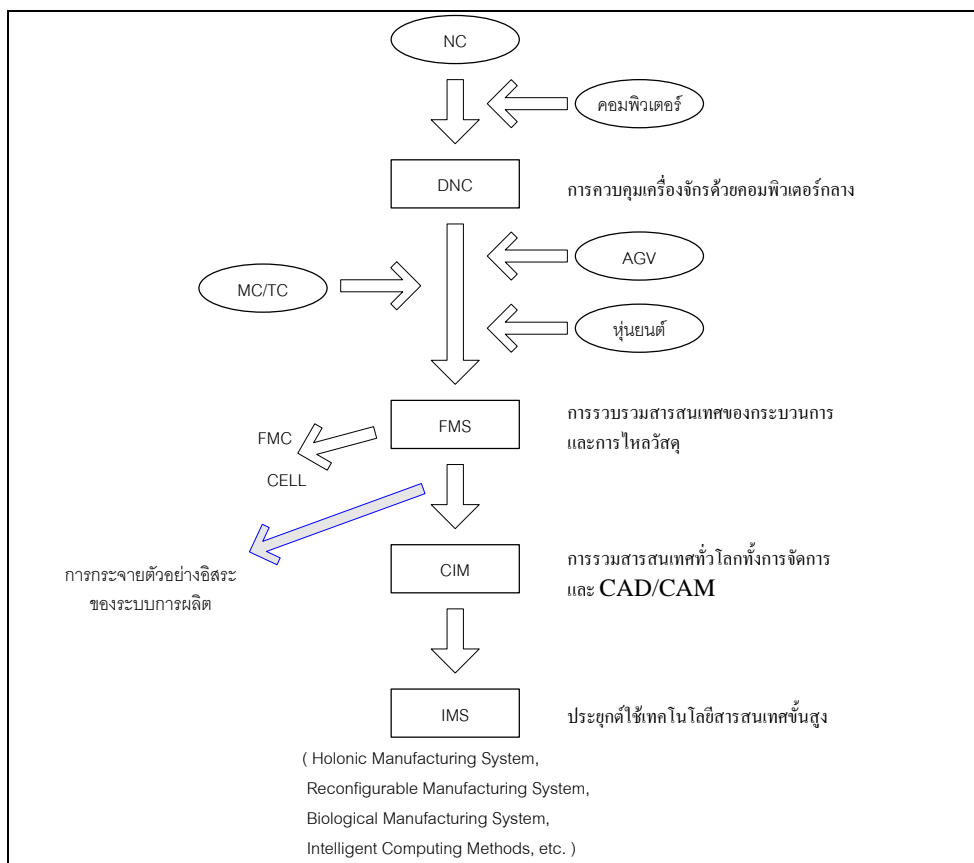 NC
คอมพิวเตอร์
DNC
การควบคุมเครื่องจักรด้วยคอมพิวเตอร์กลาง
AGV
MC/TC
หุ่นยนต์
FMS
การรวบรวมสารสนเทศของกระบวนการ
และการไหลวัสดุ
FMC
CELL
CIM
การรวมสารสนเทศทั่วโลกทั้งการจัดการ
และ CAD/CAM
การกระจายตัวอย่างอิสระ
ของระบบการผลิต
IMS
ประยุกต์ใช้เทคโนโลยีสารสนเทศขั้นสูง
( Holonic Manufacturing System,
Reconfigurable Manufacturing System,
Biological Manufacturing System,
Intelligent Computing Methods, etc. )